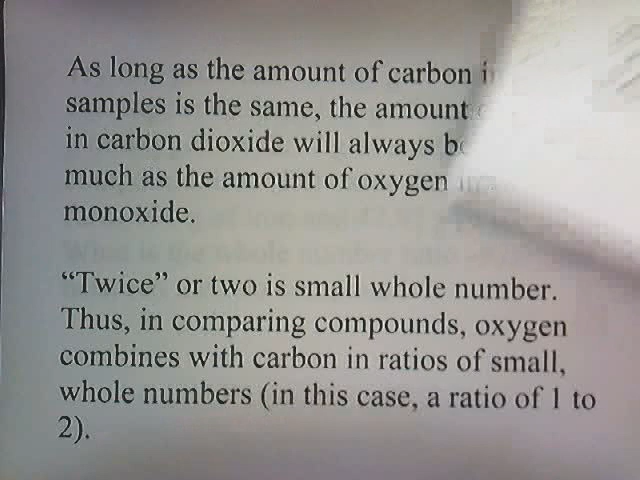 As long as the amount of carbon
samples is the same, the amount
in carbon dioxide will always
much as the amount of oxygen
monoxide.
“Twice” or two is small whole number.
Thus, in comparing compounds, oxygen
combines with carbon in ratios of small,
whole numbers (in this case, a ratio of 1 to
2).